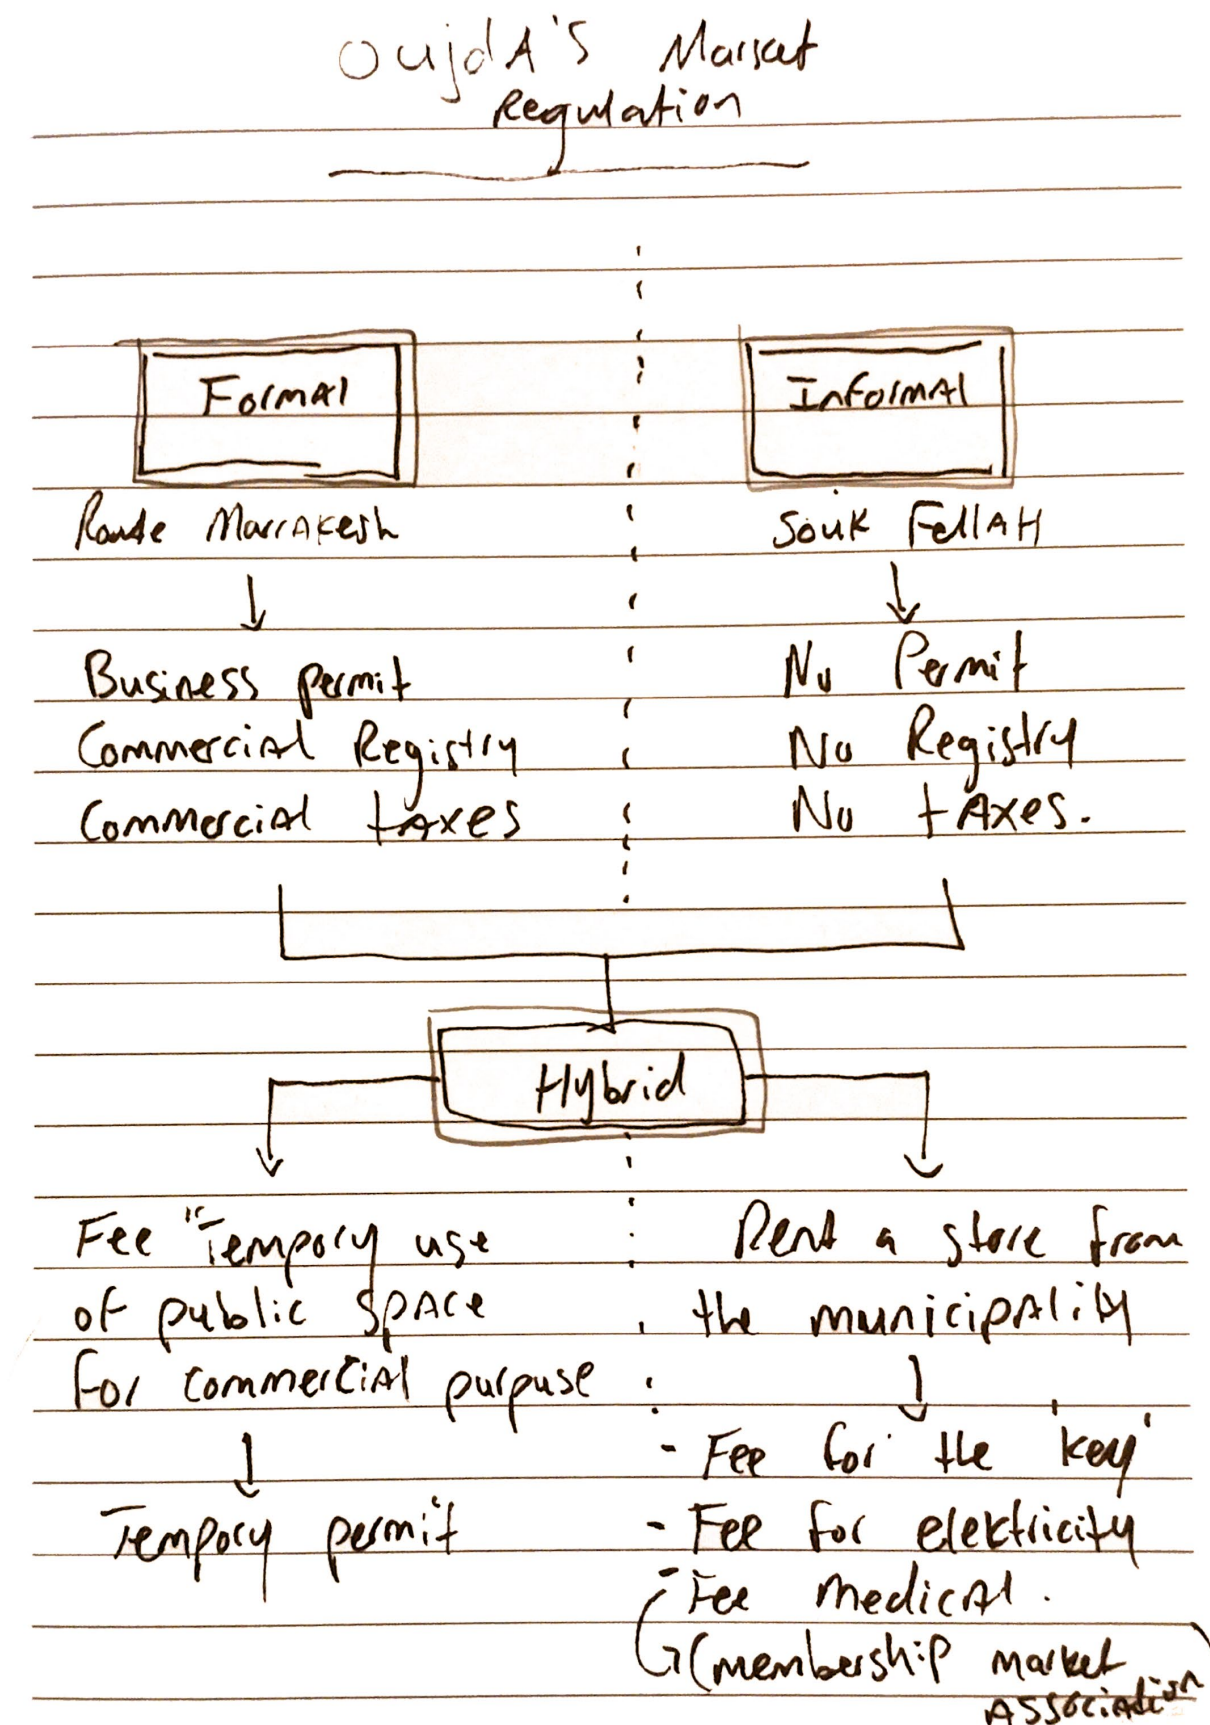 OujdA'S Market
Regulation
Formal
Informal
Route Marrakesh
Souk Fellah
Business permit
Commercial Registry
Commercial taxes
No Permit
No Registry
No taxes.
Hybrid
Fee "Tempory use
of public space
for commercial purpuse
Tempory permit
Rent a store from
the municipality
- Fee for the 'key'
- Fee for elektricity
- Fee medical.
(membership market
association)